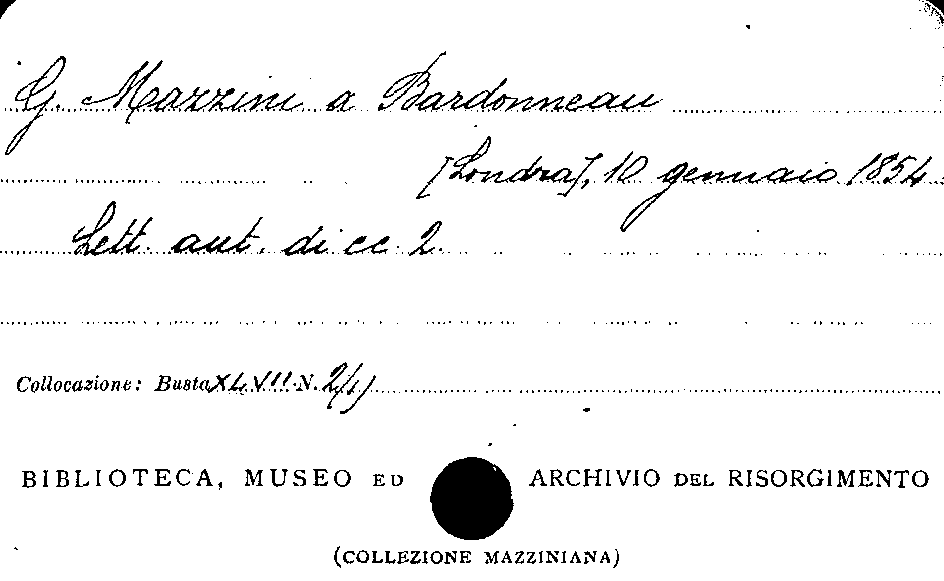 G. Mazzini a Bardonneau
[Londra], 10 gennaio 1854
Lett. aut. di cc. 2.
Collocazione: Busta XLVII N. 2/1)
BIBLIOTECA, MUSEO ED ARCHIVIO DEL RISORGIMENTO
(COLLEZIONE MAZZINIANA)